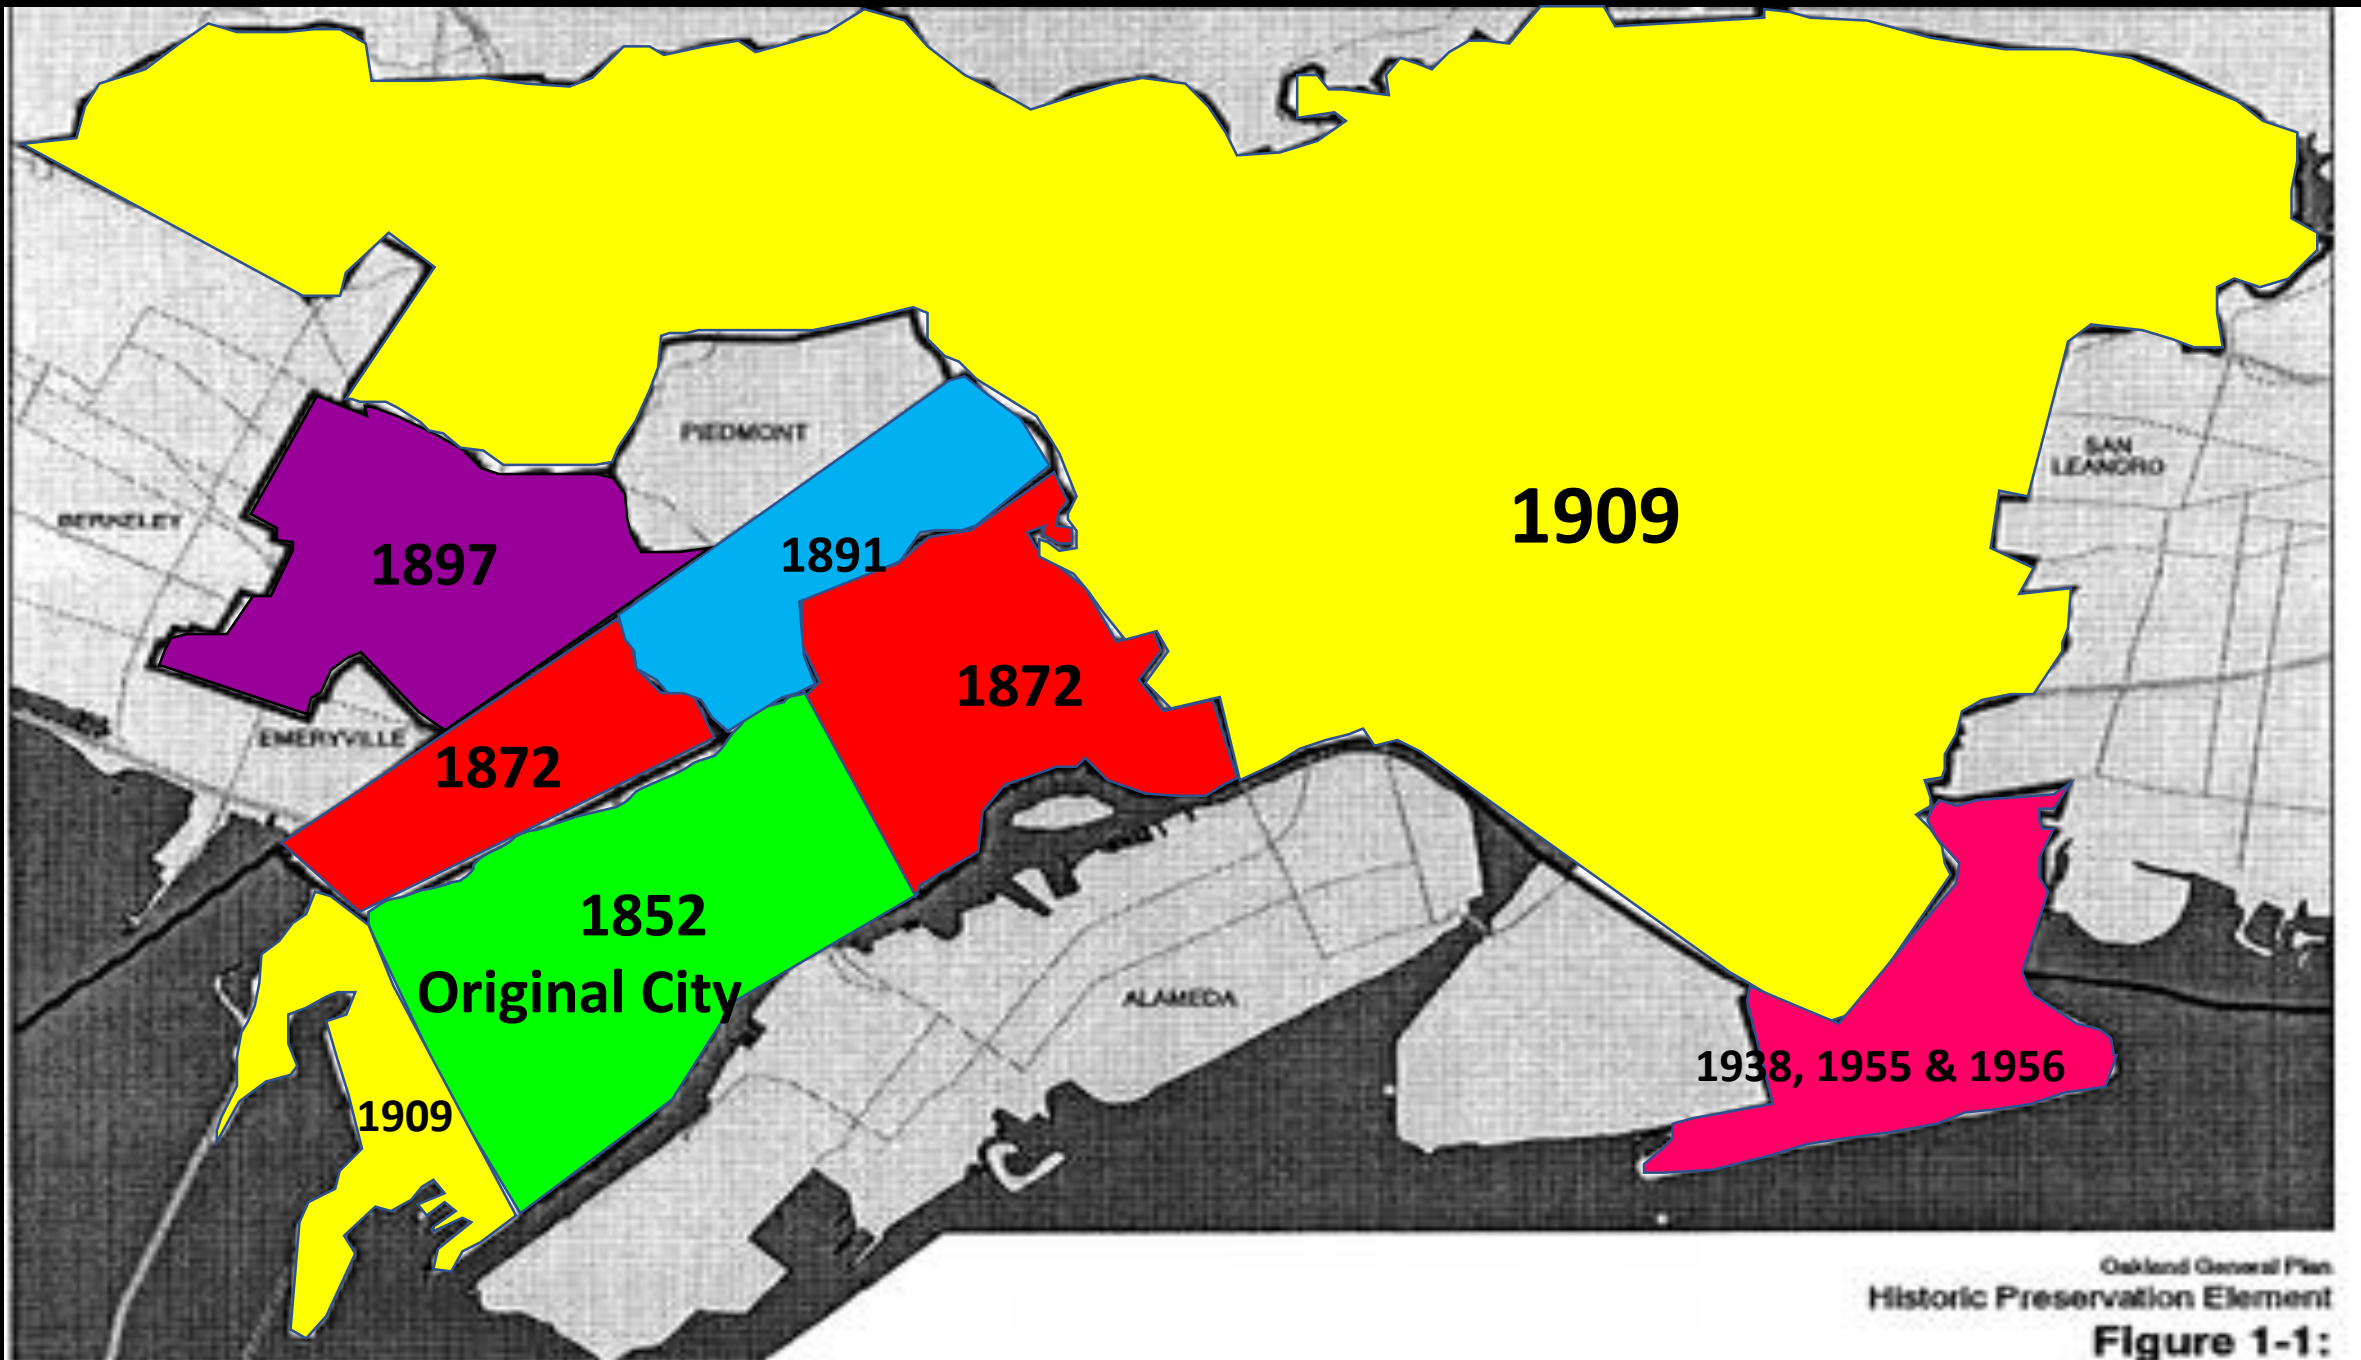 PIEDMONT
SAN
LEANDRO
1909
BERKELEY
1897
1891
1872
EMERYVILLE
1872
1852
Original City
ALAMEDA
1938, 1955 & 1956
1909
Oakland General Plan
Historic Preservation Element
Figure 1-1: